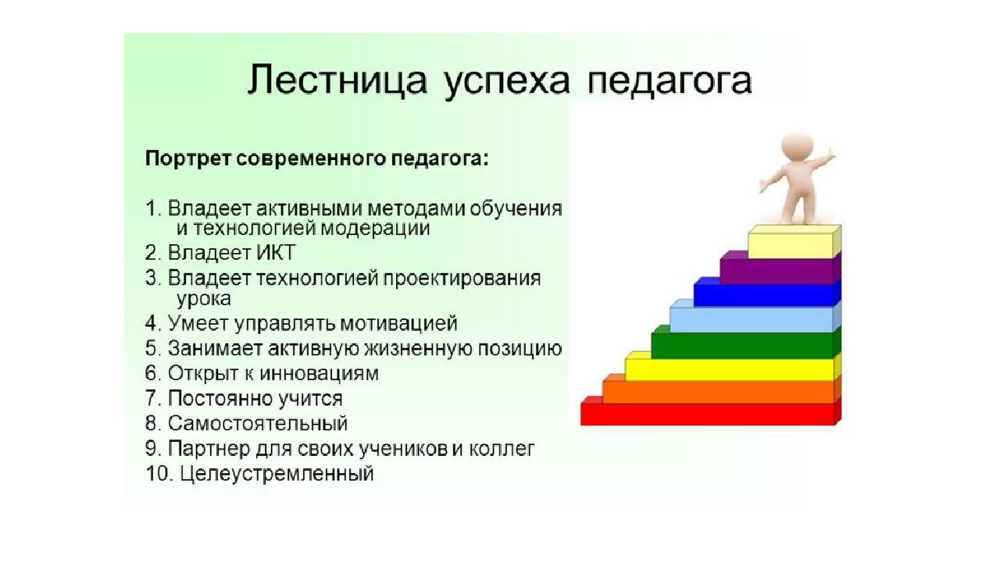 Лестница успеха педагога
Портрет современного педагога:
1. Владеет активными методами обучения
и технологией модерации
2. Владеет ИКТ
3. Владеет технологией проектирования
урока
4. Умеет управлять мотивацией
5. Занимает активную жизненную позицию
6. Открыт к инновациям
7. Постоянно учится
8. Самостоятельный
9. Партнер для своих учеников и коллег
10. Целеустремленный